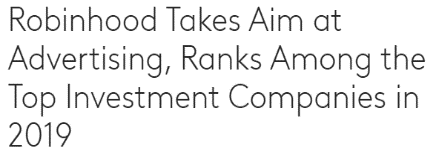 Robinhood Takes Aim at
Advertising, Ranks Among the
Top Investment Companies in
2019